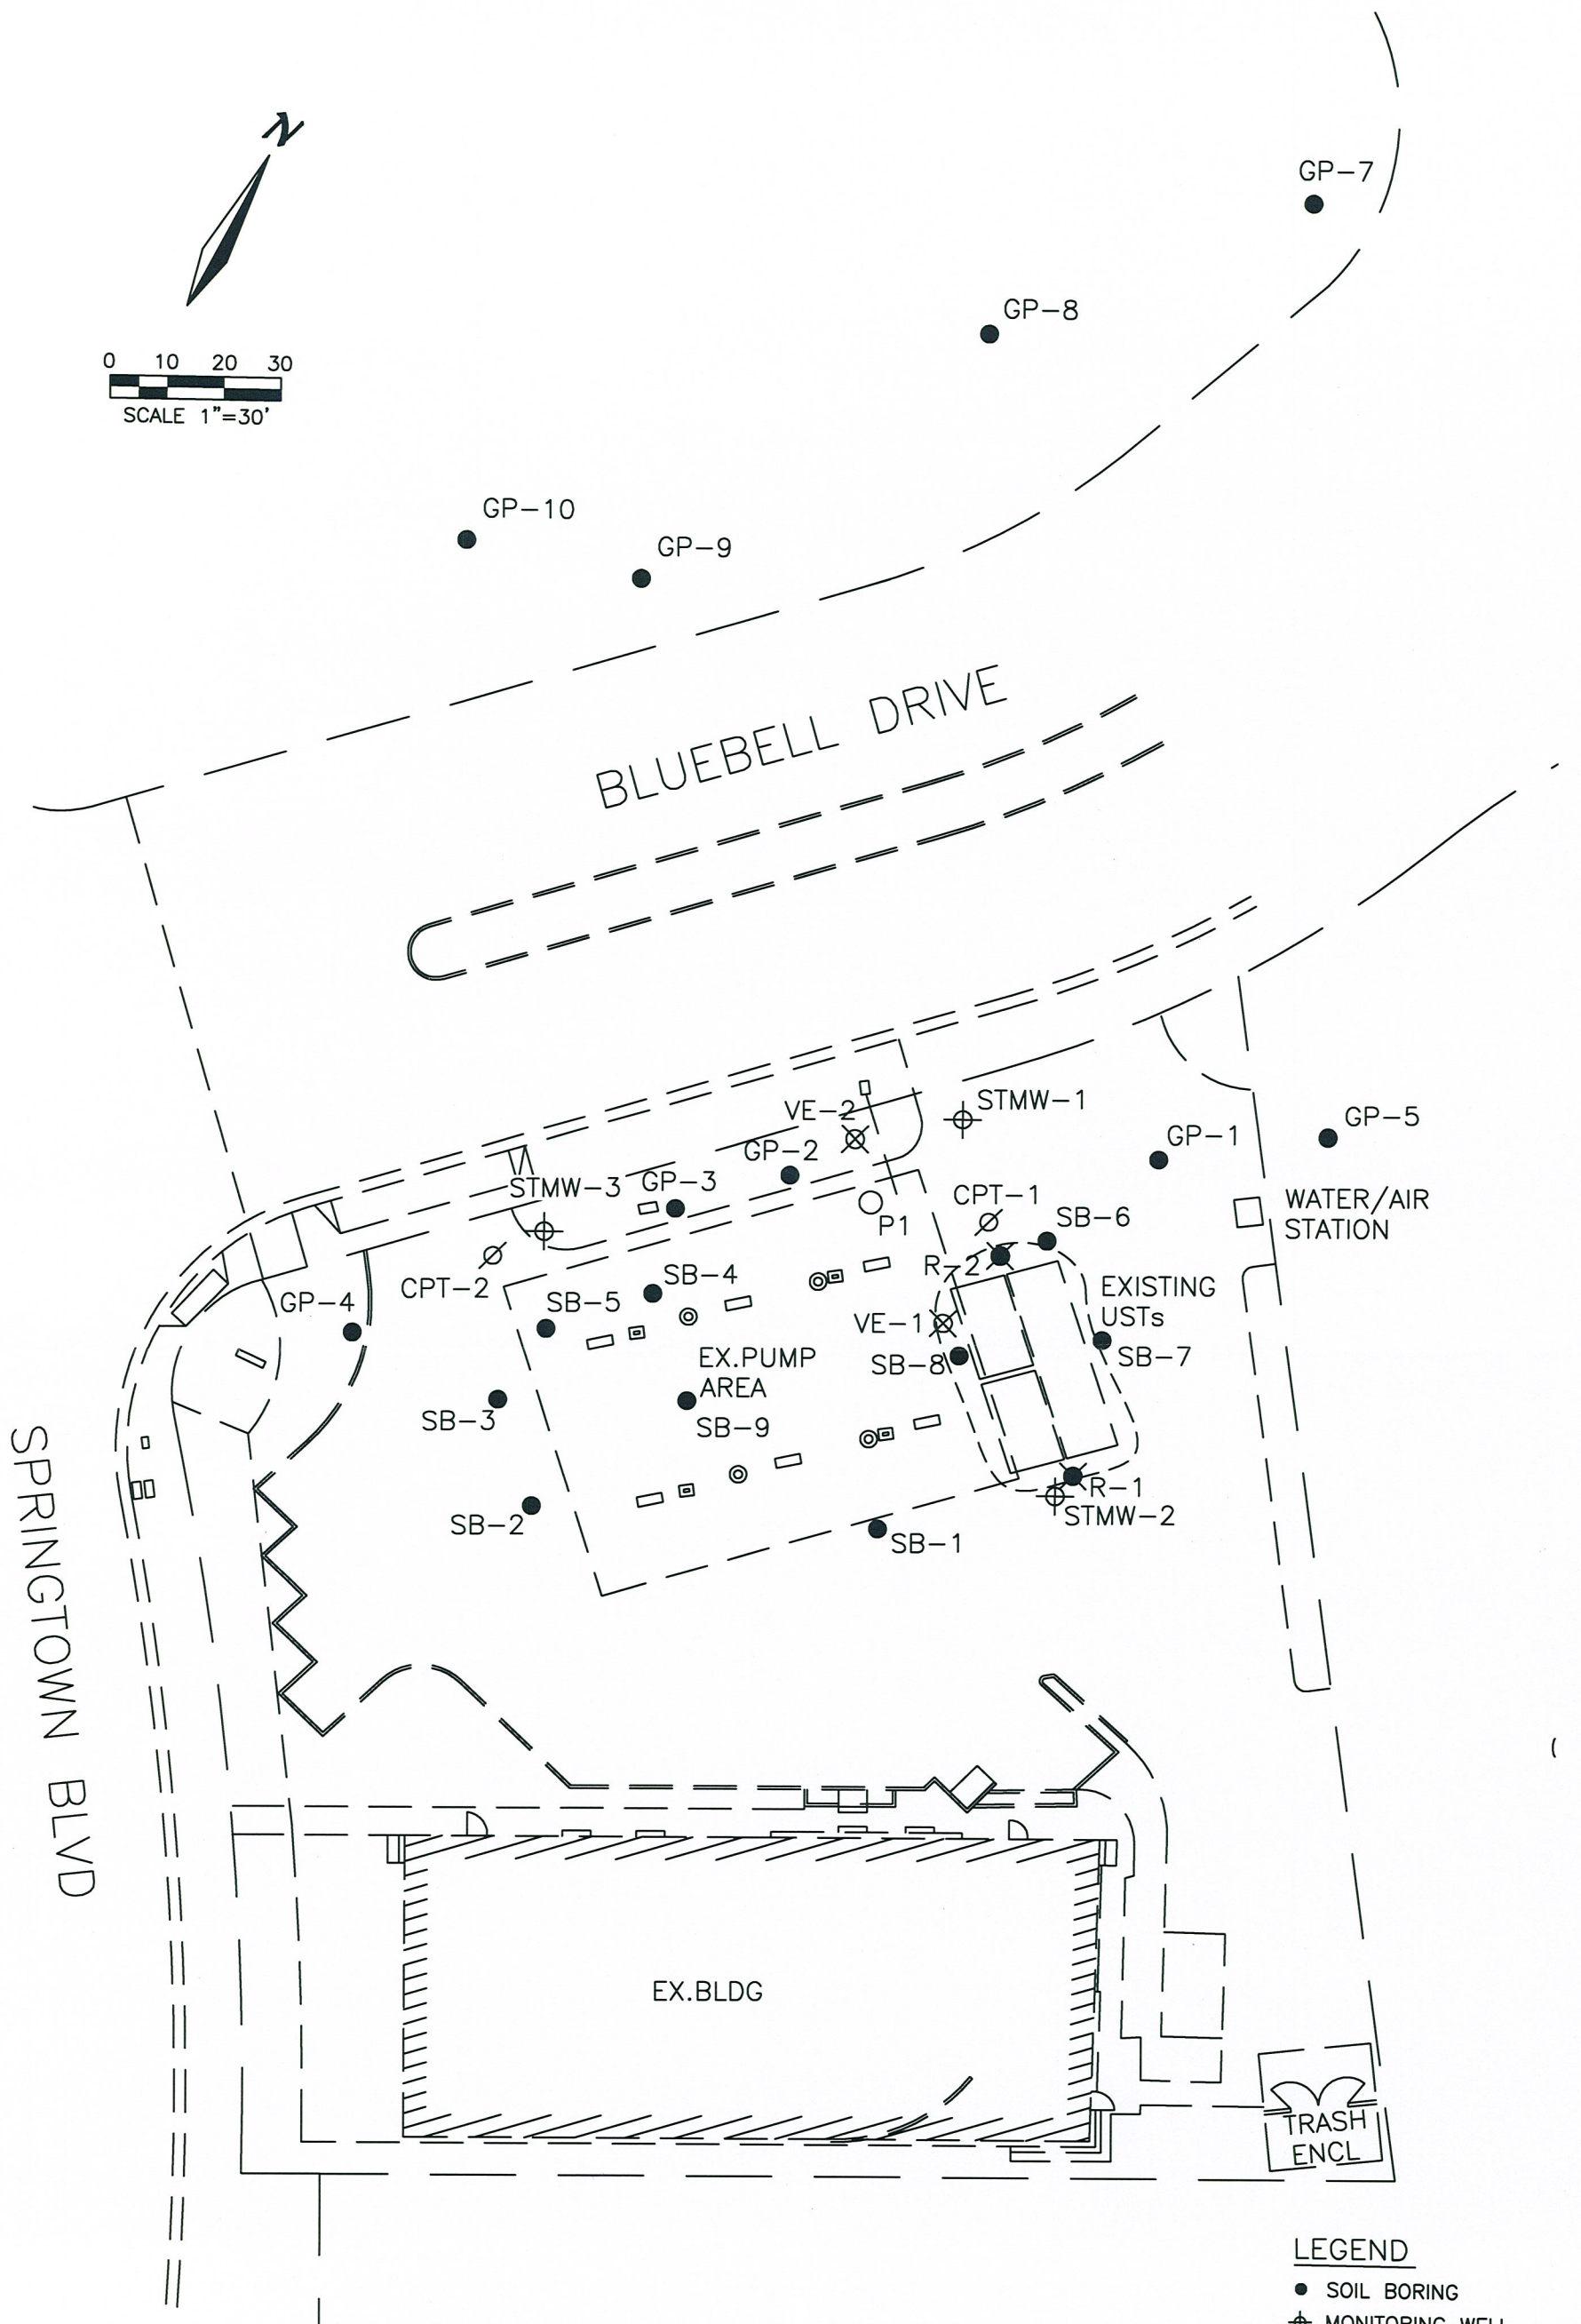 N
GP-7
GP-8
0 10 20 30
SCALE 1"=30'
GP-10
GP-9
BLUEBELL DRIVE
STMW-1
VE-2
GP-5
GP-1
GP-2
STMW-3
GP-3
CPT-1
WATER/AIR
STATION
P1
SB-6
R-2
CPT-2
SB-4
EXISTING
USTs
GP-4
SB-5
VE-1
SB-7
SB-8
EX.PUMP
AREA
SB-3
SB-9
SPRINGTOWN BLVD
R-1
STMW-2
SB-2
SB-1
EX.BLDG
TRASH
ENCL
LEGEND
SOIL BORING
MONITORING WELL